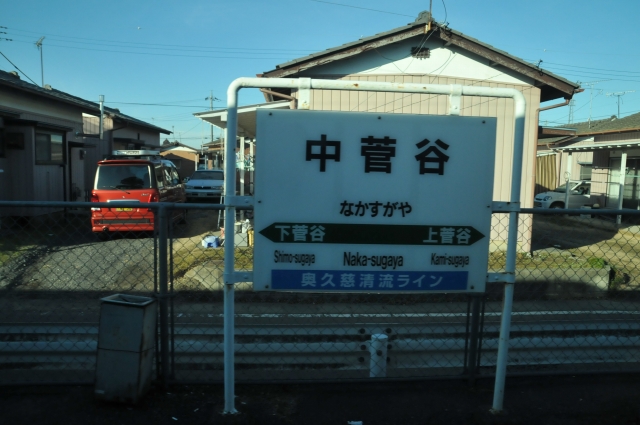 中菅谷
なかすがや
下菅谷 上菅谷
Shimo-sugaya Naka-sugaya Kami-sugaya
奥久慈清流ライン